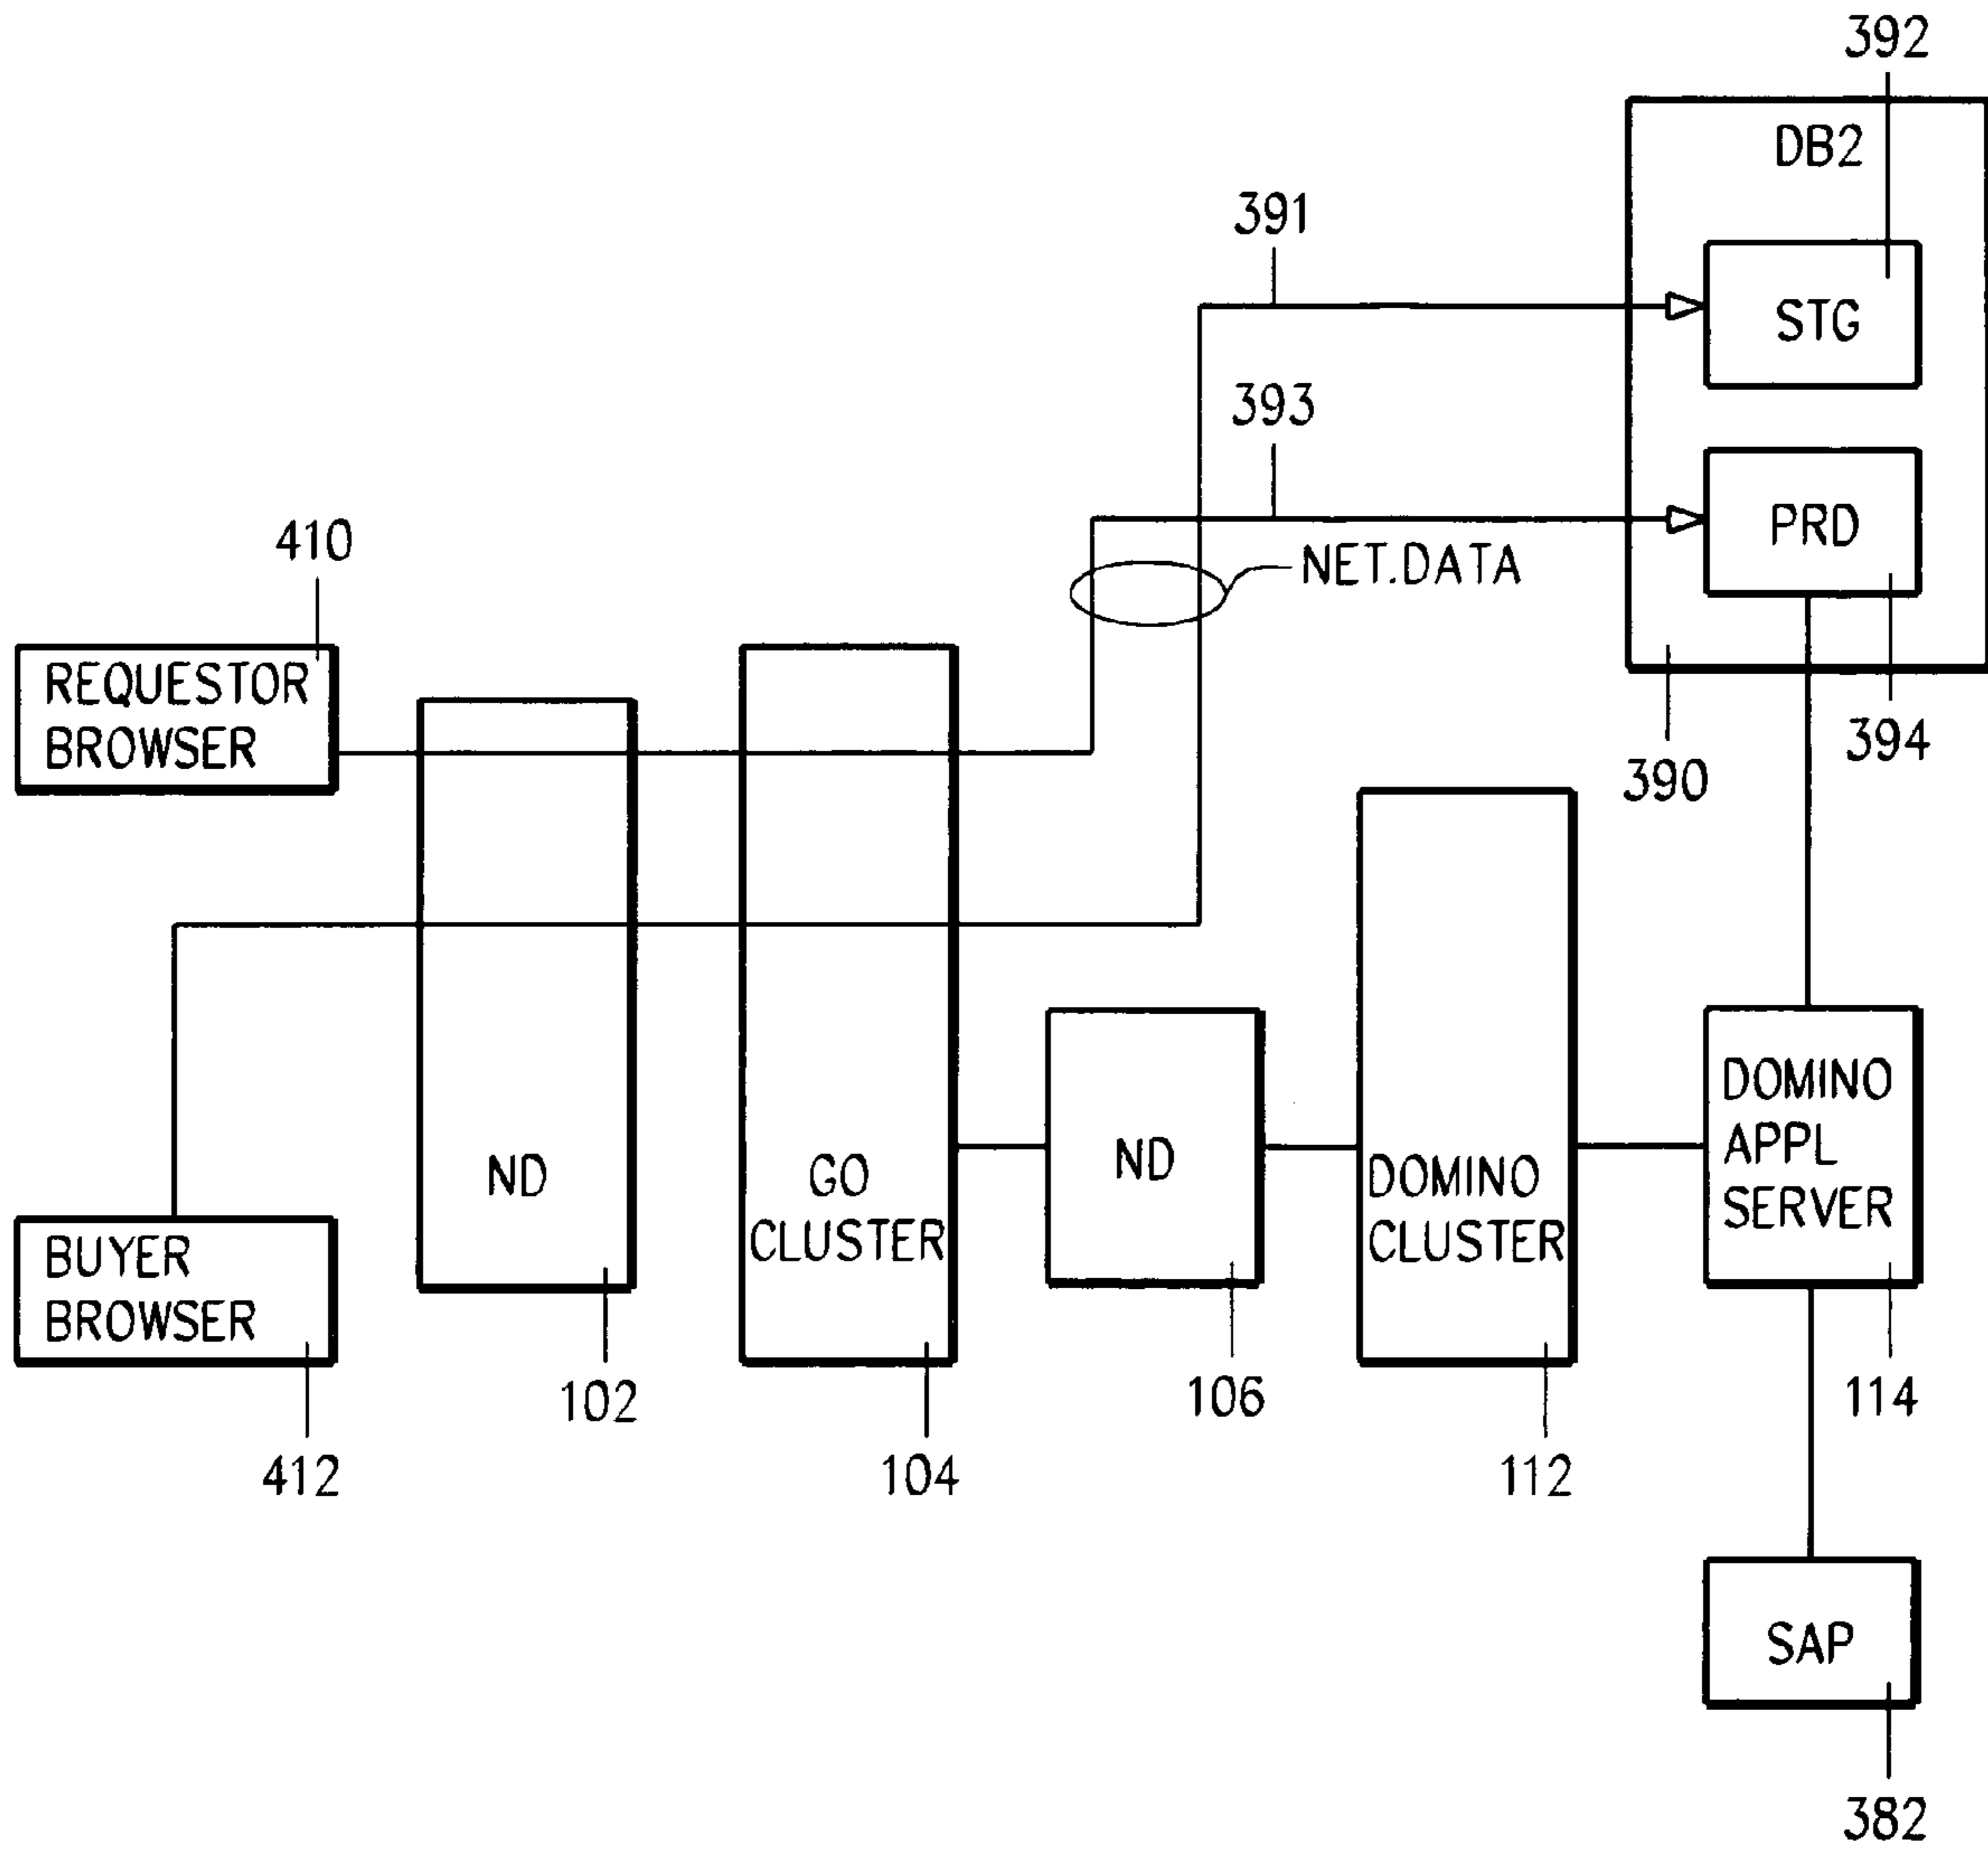 392
DB2
391
STG
393
PRD
410
NET.DATA
REQUESTOR
BROWSER
394
390
DOMINO
APPL
SERVER
ND
GO
CLUSTER
ND
DOMINO
CLUSTER
BUYER
BROWSER
102
106
114
412
104
112
SAP
382